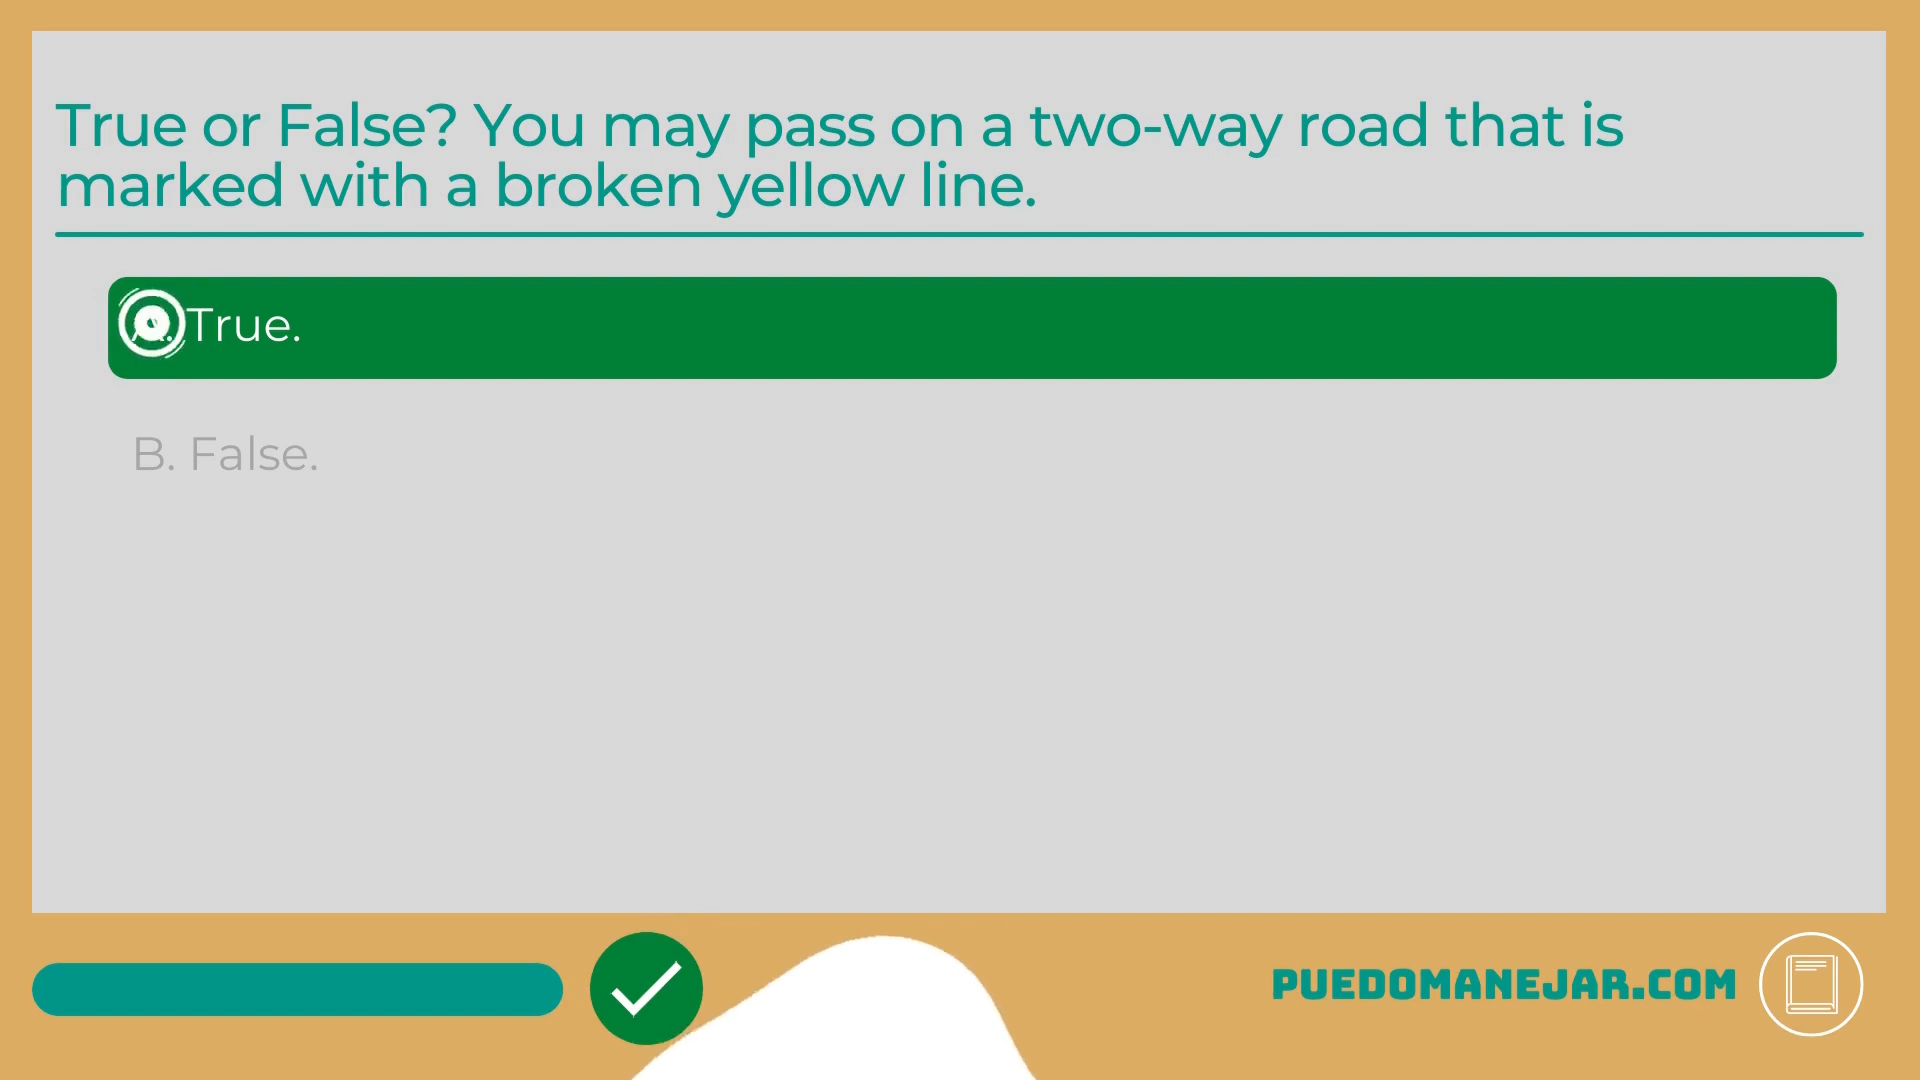 True or False? You may pass on a two-way road that is
marked with a broken yellow line.
A. True.
B. False.
PUEDOMANEJAR.COM